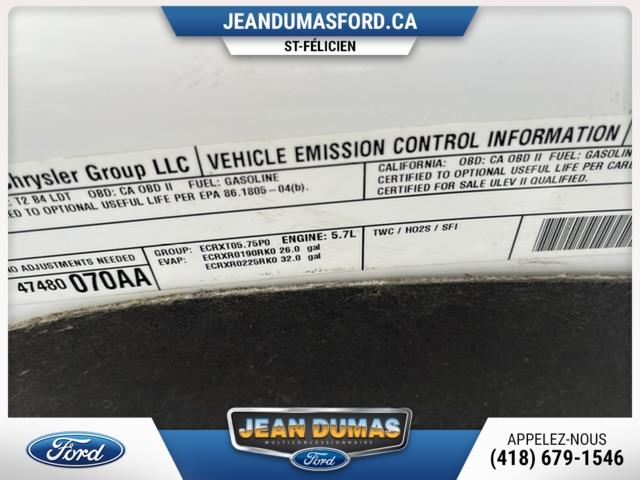 JEANDUMASFORD.CA
ST-FÉLICIEN
Chrysler Group LLC VEHICLE EMISSION CONTROL INFORMATION
: T2 B4 LDT OBD: CA OBD II FUEL: GASOLINE
TO OPTIONAL USEFUL LIFE PER EPA 86.1805-04(b).
CALIFORNIA: OBD: CA OBD II FUEL: GASOLIN
CERTIFIED TO OPTIONAL USEFUL LIFE PER CAR
CERTIFIED FOR SALE ULEV II QUALIFIED.
NO ADJUSTMENTS NEEDED
47480 070AA
GROUP: ECRXT05.75P0 ENGINE: 5.7L
EVAP: ECRXR0190RK0 26.0 gal
ECRXR0225RK0 32.0 gal
TWC / HO2S / SFI
Ford
JEAN DUMAS
MULTICONCESSIONNAIRE
Ford
APPELEZ-NOUS
(418) 679-1546